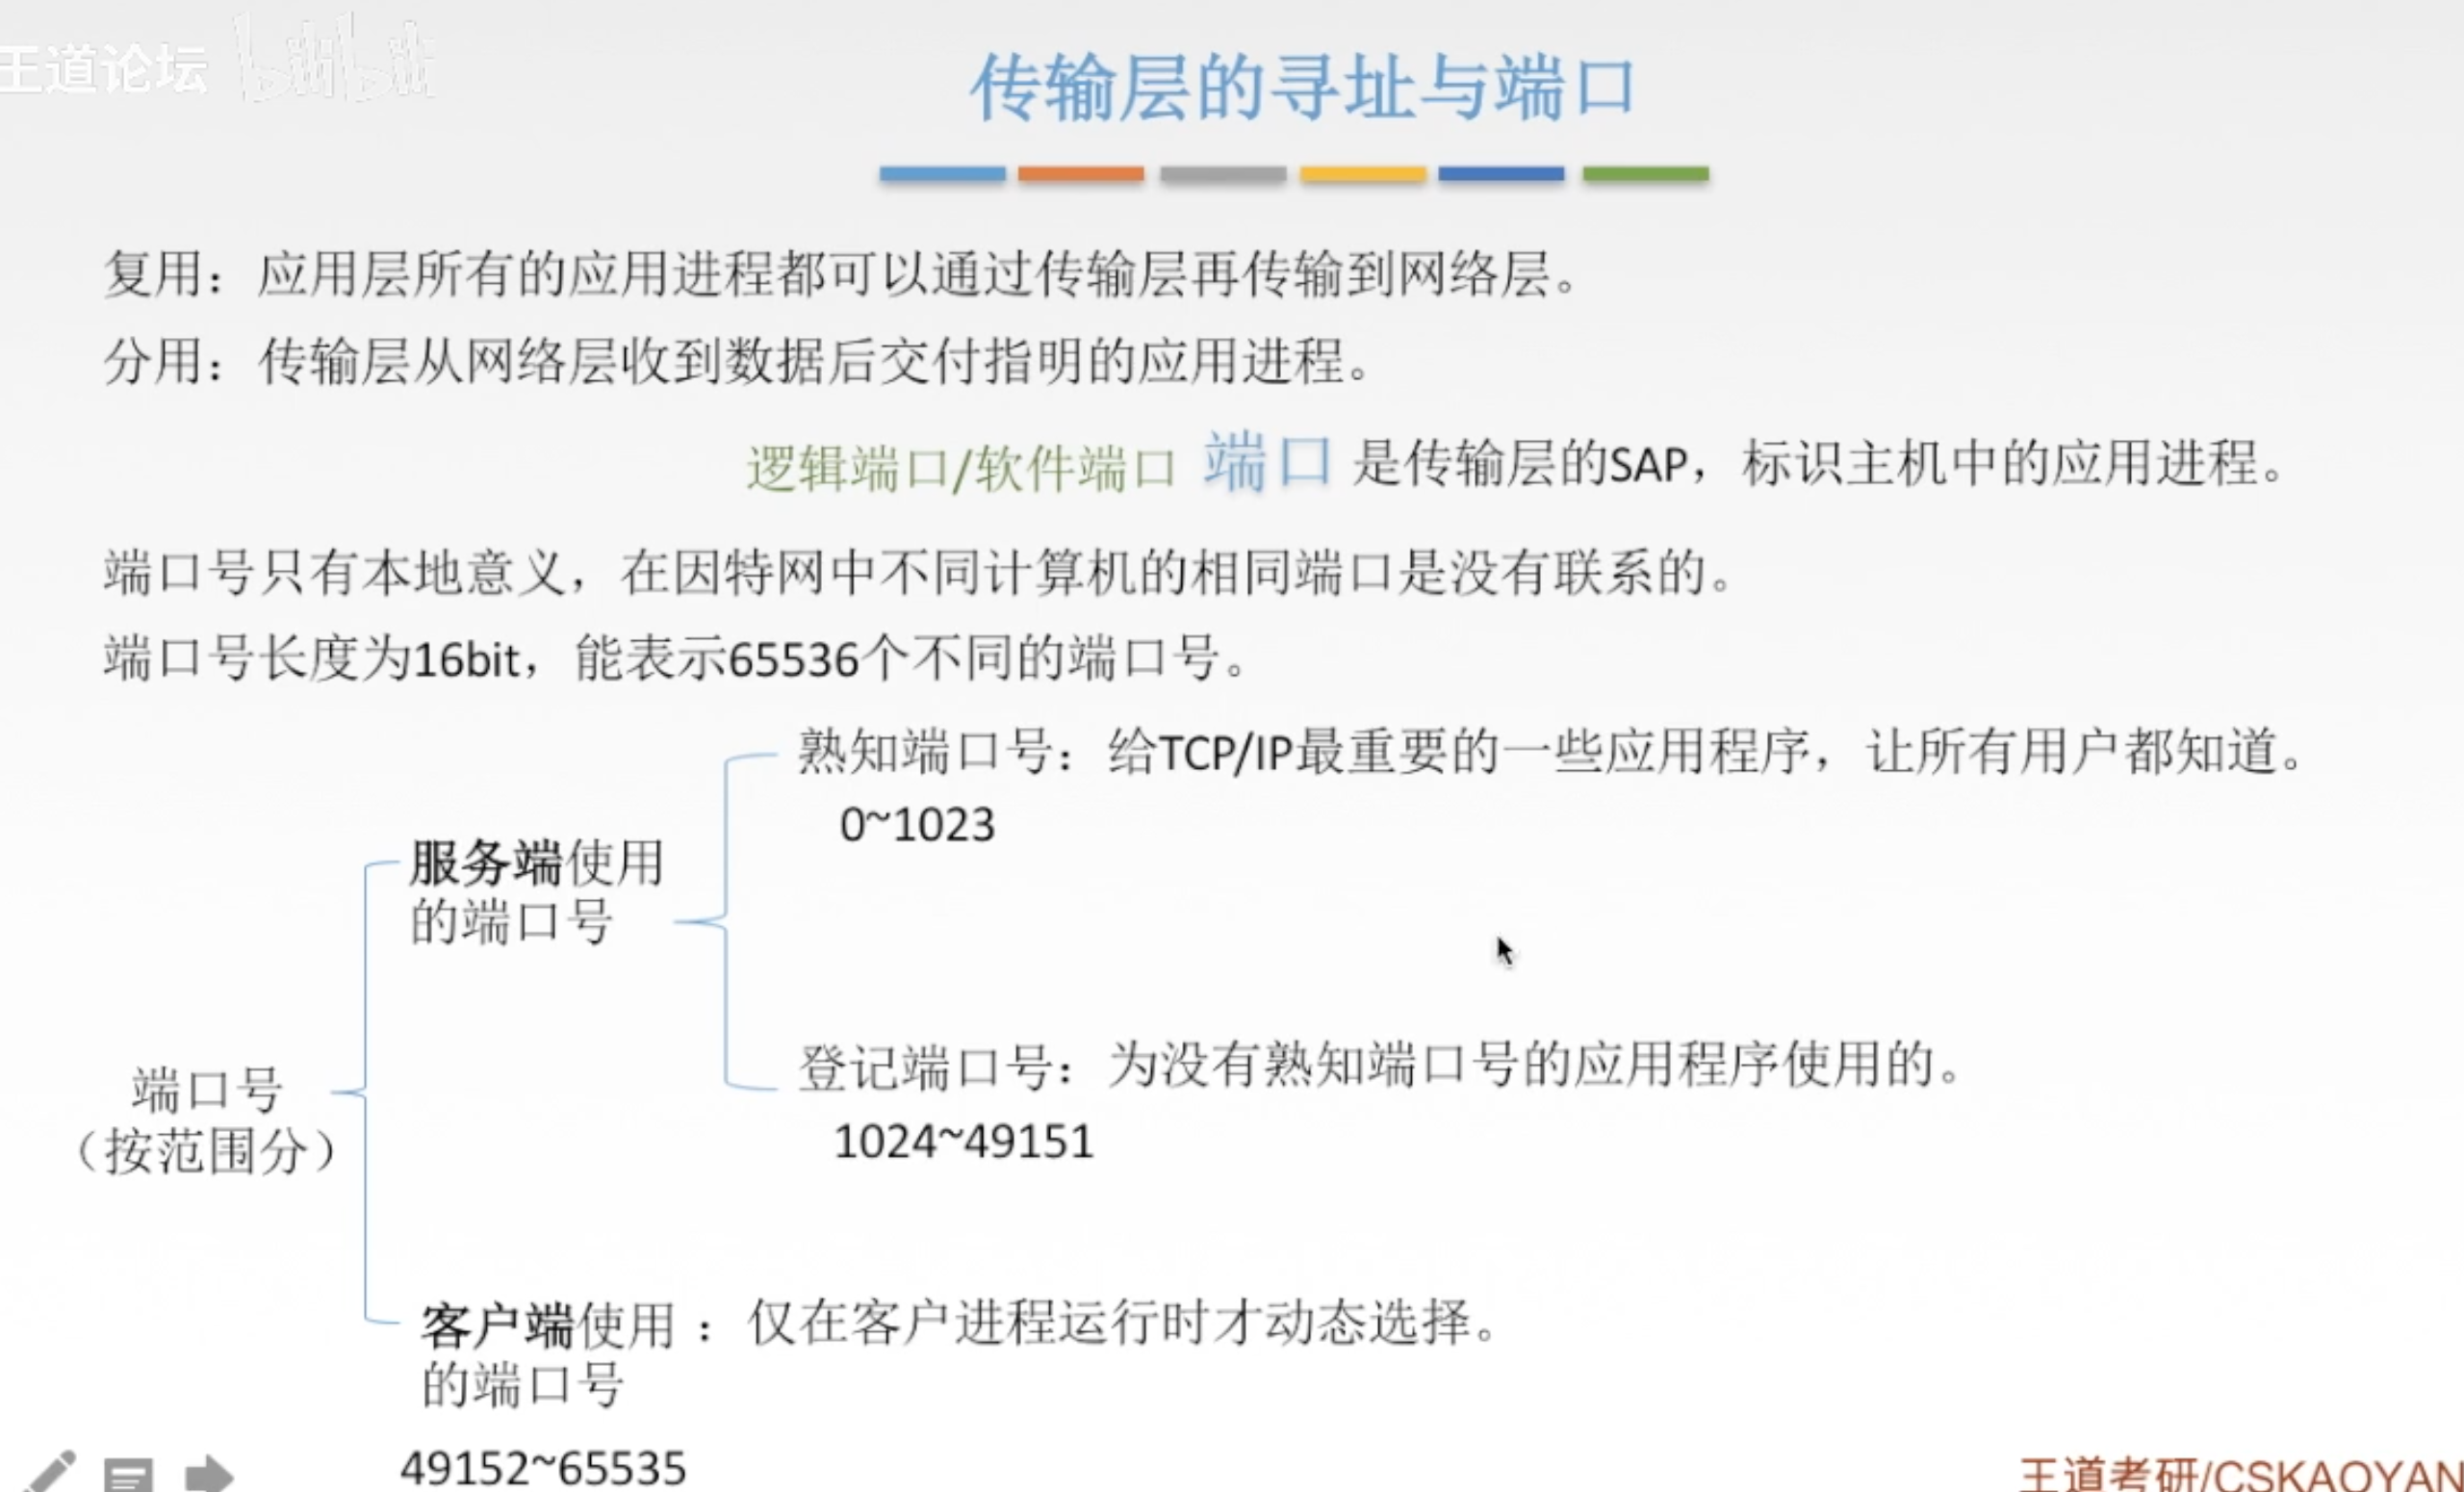 王道论坛 bilibili
传输层的寻址与端口
复用：应用层所有的应用进程都可以通过传输层再传输到网络层。
分用：传输层从网络层收到数据后交付指明的应用进程。
逻辑端口/软件端口 端口 是传输层的SAP，标识主机中的应用进程。
端口号只有本地意义，在因特网中不同计算机的相同端口是没有联系的。
端口号长度为16bit，能表示65536个不同的端口号。
熟知端口号：给TCP/IP最重要的一些应用程序，让所有用户都知道。
0~1023
服务端使用
的端口号
登记端口号：为没有熟知端口号的应用程序使用的。
1024~49151
端口号
（按范围分）
客户端使用 ：仅在客户进程运行时才动态选择。
的端口号
49152~65535
王道考研/CSKAOYAN